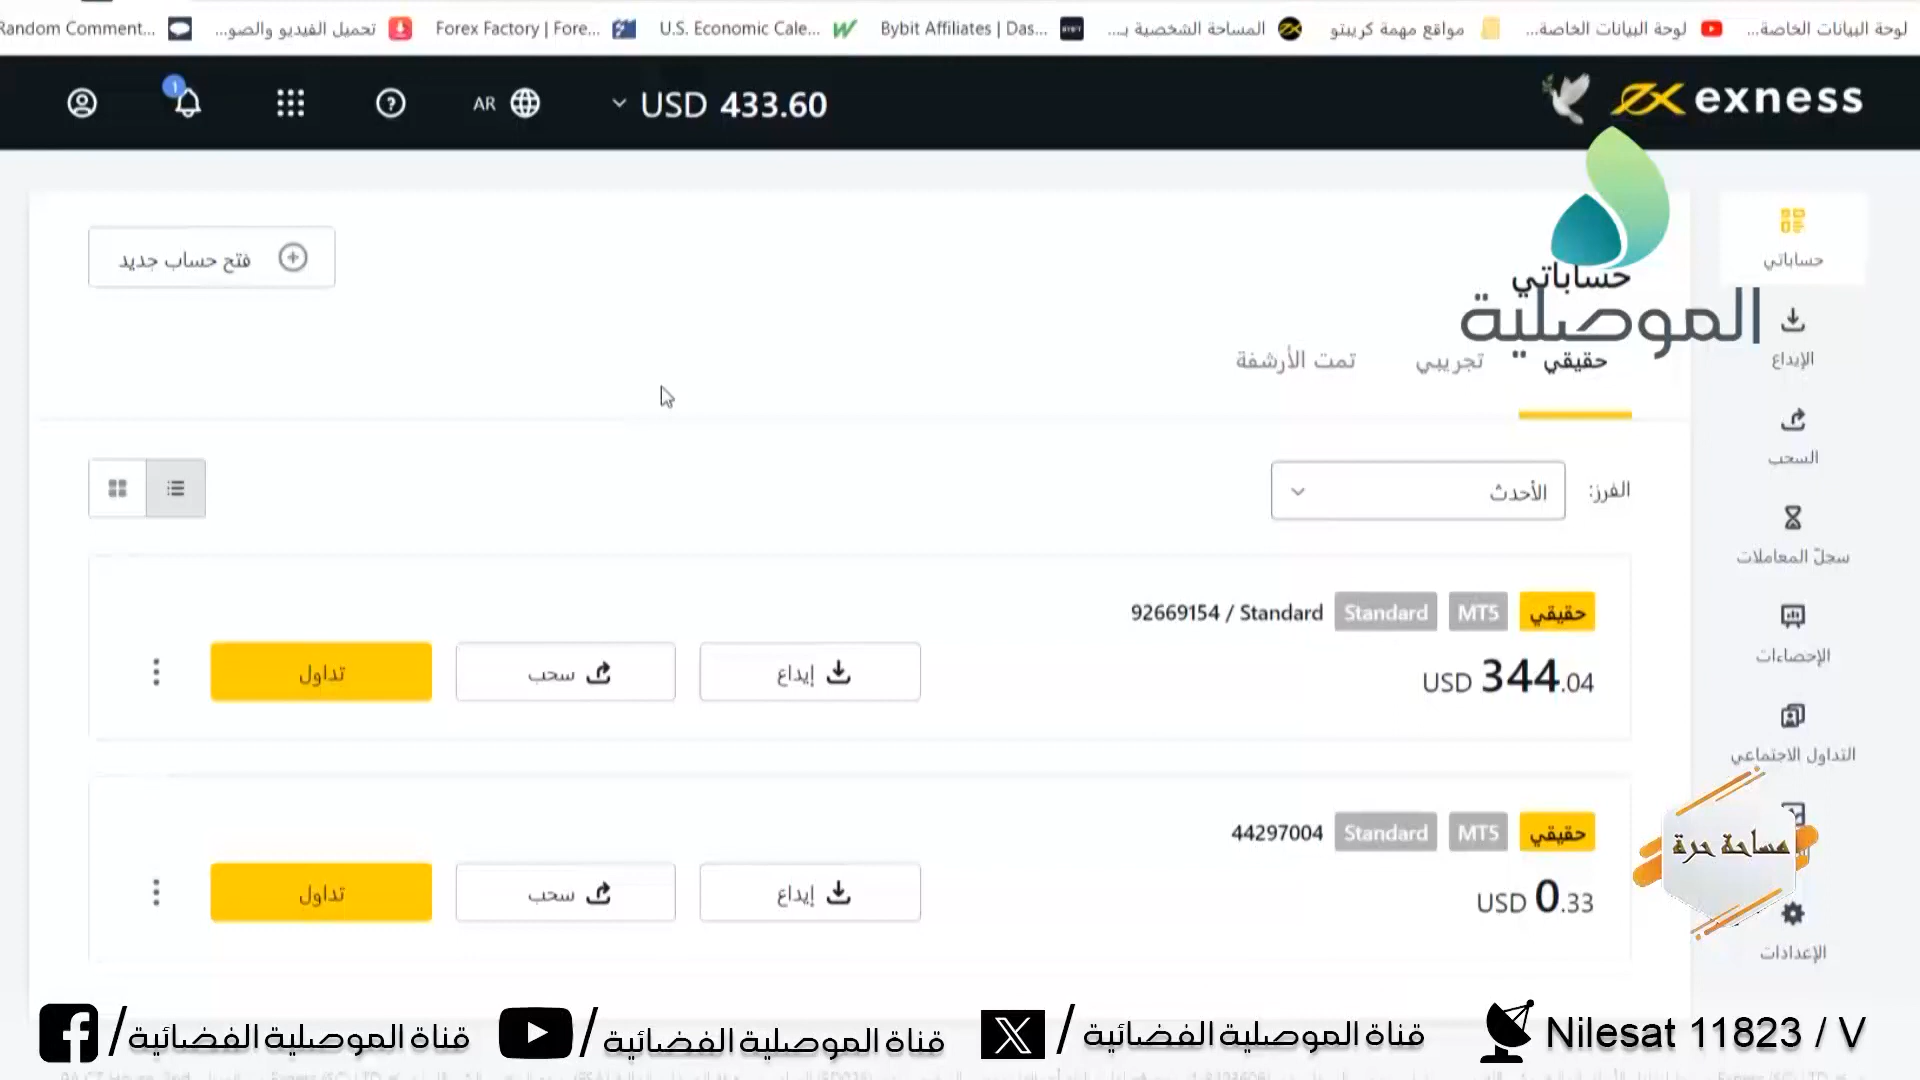 لوحة البيانات الخاصة...
لوحة البيانات الخاصة...
مواقع مهمة كريبتو
المساحة الشخصية بـ...
Bybit Affiliates | Das...
U.S. Economic Cale...
Forex Factory | Fore...
تحميل الفيديو والصو...
Random Comment...
exness
USD 433.60
AR
1
حساباتي
فتح حساب جديد
حساباتي
الموصلية
حقيقي
تجريبي
تمت الأرشفة
الإيداع
السحب
الفرز:
الأحدث
سجلّ المعاملات
حقيقي
MT5
Standard
92669154 / Standard
USD 344.04
إيداع
سحب
تداول
الإحصاءات
التداول الاجتماعي
حقيقي
MT5
Standard
44297004
USD 0.33
إيداع
سحب
تداول
مساحة حرة
الإعدادات
/قناة الموصلية الفضائية
/قناة الموصلية الفضائية
/قناة الموصلية الفضائية
Nilesat 11823 / V